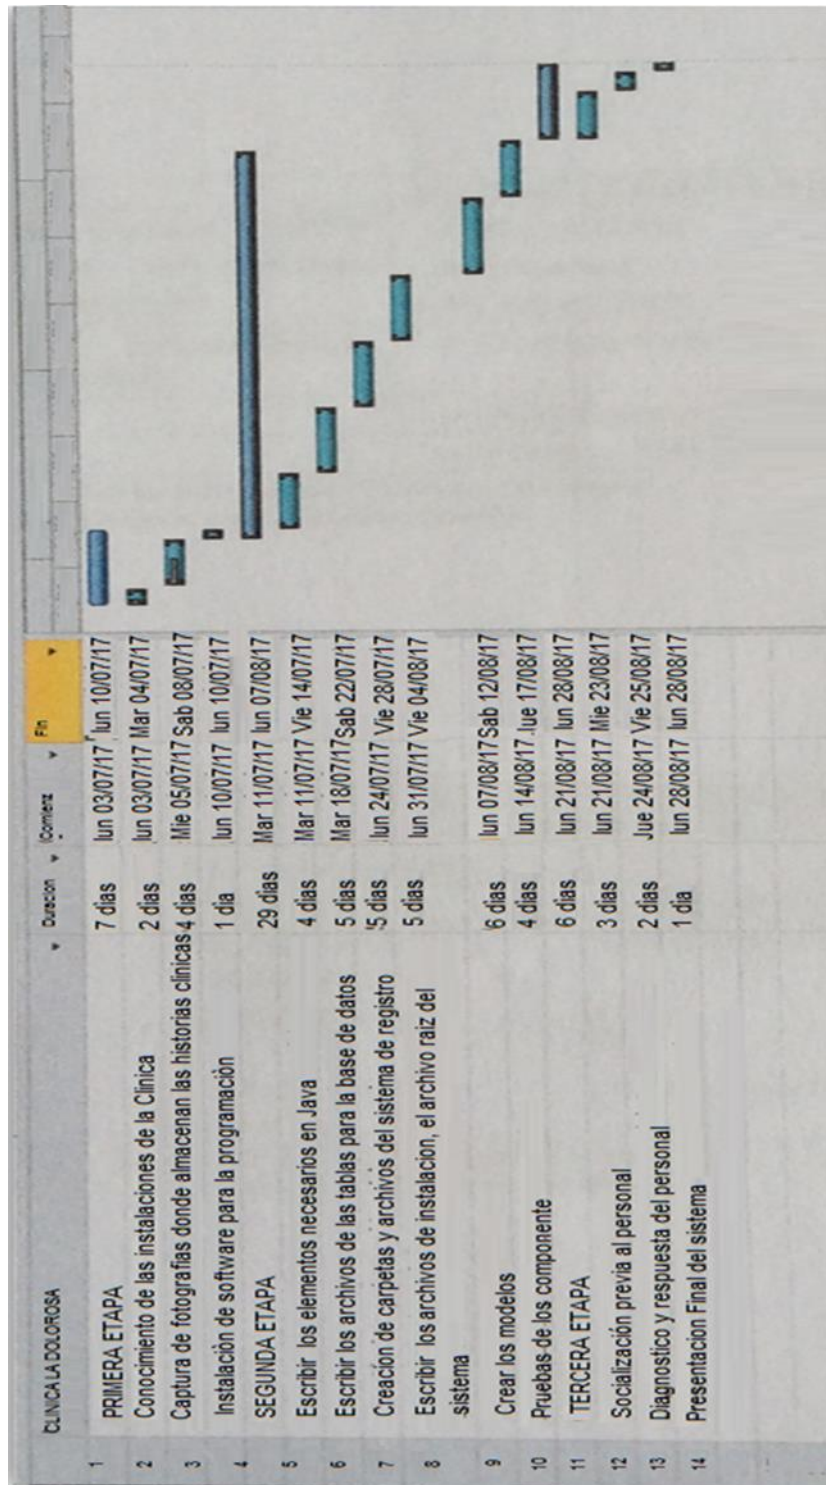 CLINICA LA DOLOROSA Duracion Comienz Fin
1 PRIMERA ETAPA 7 dias lun 03/07/17 lun 10/07/17
2 Conocimiento de las instalaciones de la Clinica 2 dias lun 03/07/17 Mar 04/07/17
3 Captura de fotografias donde almacenan las historias clinicas 4 dias Mie 05/07/17 Sab 08/07/17
4 Instalaciòn de software para la programaciòn 1 dia lun 10/07/17 lun 10/07/17
5 SEGUNDA ETAPA 29 dias Mar 11/07/17 lun 07/08/17
6 Escribir los elementos necesarios en Java 4 dias Mar 11/07/17 Vie 14/07/17
7 Escribir los archivos de las tablas para la base de datos 5 dias Mar 18/07/17 Sab 22/07/17
8 Creacion de carpetas y archivos del sistema de registro 5 dias lun 24/07/17 Vie 28/07/17
Escribir los archivos de instalacion, el archivo raiz del 5 dias lun 31/07/17 Vie 04/08/17
sistema
9 Crear los modelos 6 dias lun 07/08/17 Sab 12/08/17
10 Pruebas de los componente 4 dias lun 14/08/17 Jue 17/08/17
11 TERCERA ETAPA 6 dias lun 21/08/17 lun 28/08/17
12 Socialización previa al personal 3 dias lun 21/08/17 Mie 23/08/17
13 Diagnostico y respuesta del personal 2 dias Jue 24/08/17 Vie 25/08/17
14 Presentacion Final del sistema 1 dia lun 28/08/17 lun 28/08/17